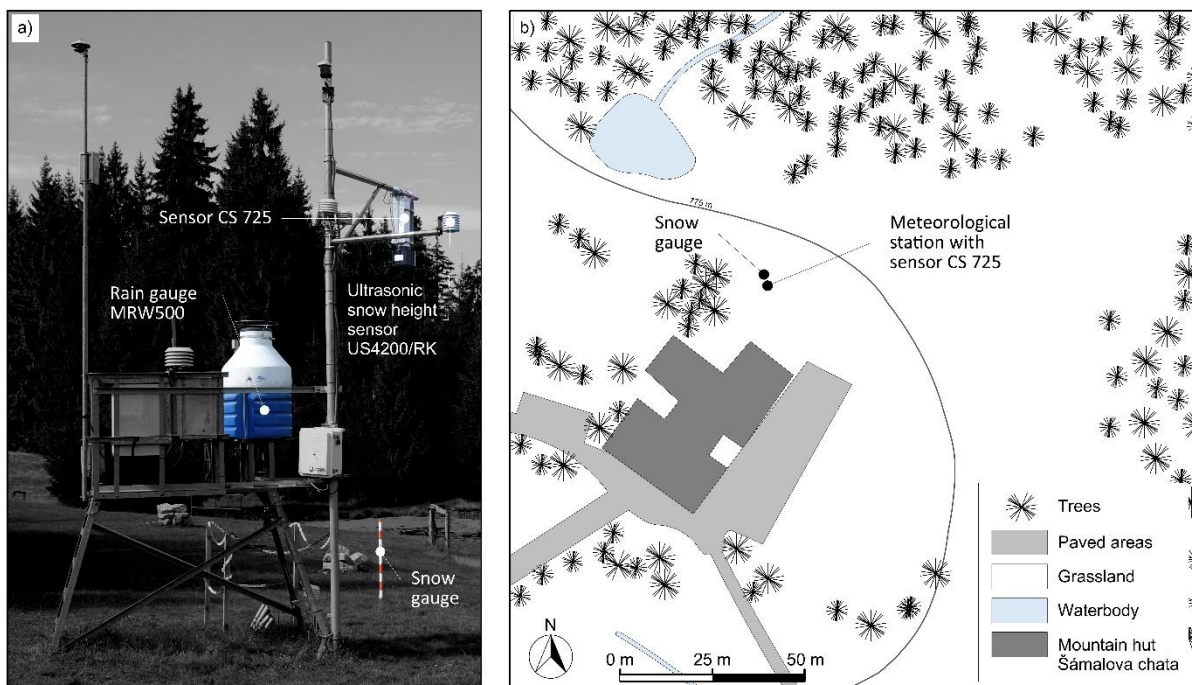 a)
Sensor CS 725
Rain gauge
MRW500
Ultrasonic
snow height
sensor
US4200/RK
Snow
gauge
b)
775 m
Snow
gauge
Meteorological
station with
sensor CS 725
Trees
Paved areas
Grassland
Waterbody
Mountain hut
Šámalova chata
N
0 m
25 m
50 m